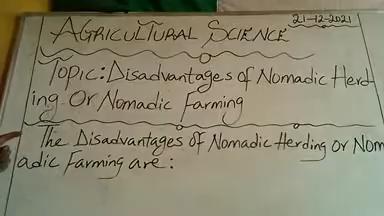 21-12-2021
AGRICULTURAL SCIENCE
TOPIC: Disadvantages of Nomadic Herd-
ing Or Nomadic Farming
The Disadvantages Of Nomadic Herding or Nom
adic Farming are: